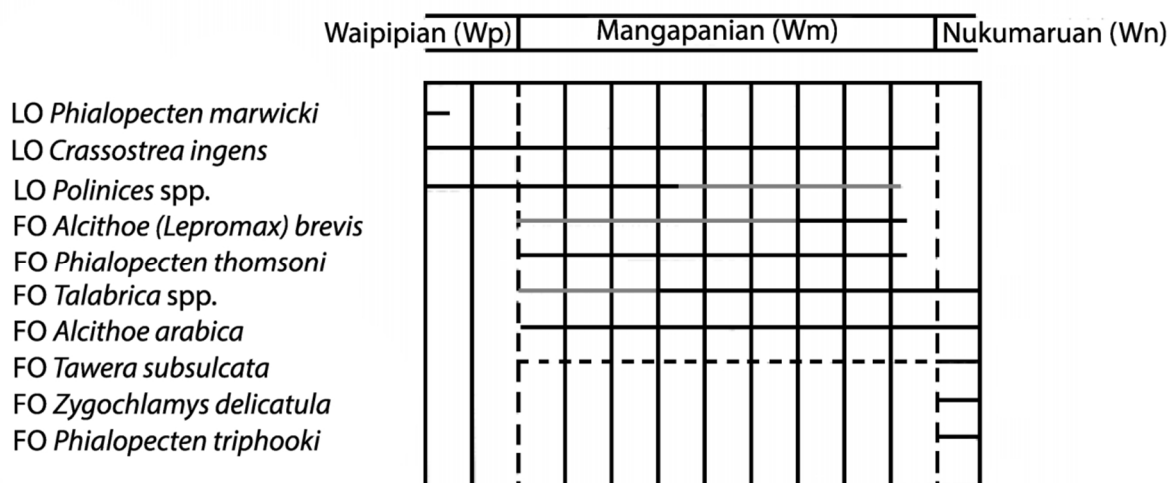 Waipipian (Wp) Mangapanian (Wm) Nukumaruan (Wn)
LO Phialopecten marwicki
LO Crassostrea ingens
LO Polinices spp.
FO Alcithoe (Lepromax) brevis
FO Phialopecten thomsoni
FO Talabrica spp.
FO Alcithoe arabica
FO Tawera subsulcata
FO Zygochlamys delicatula
FO Phialopecten triphooki